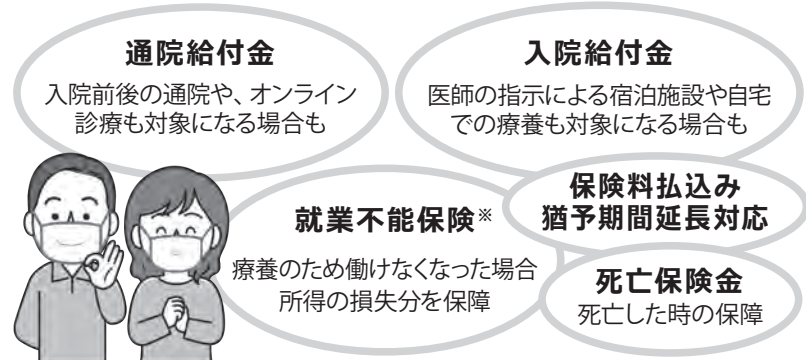 通院給付金
入院前後の通院や、オンライン
診療も対象になる場合も
入院給付金
医師の指示による宿泊施設や自宅
での療養も対象になる場合も
就業不能保険※
療養のため働けなくなった場合
所得の損失分を保障
保険料払込み
猶予期間延長対応
死亡保険金
死亡した時の保障